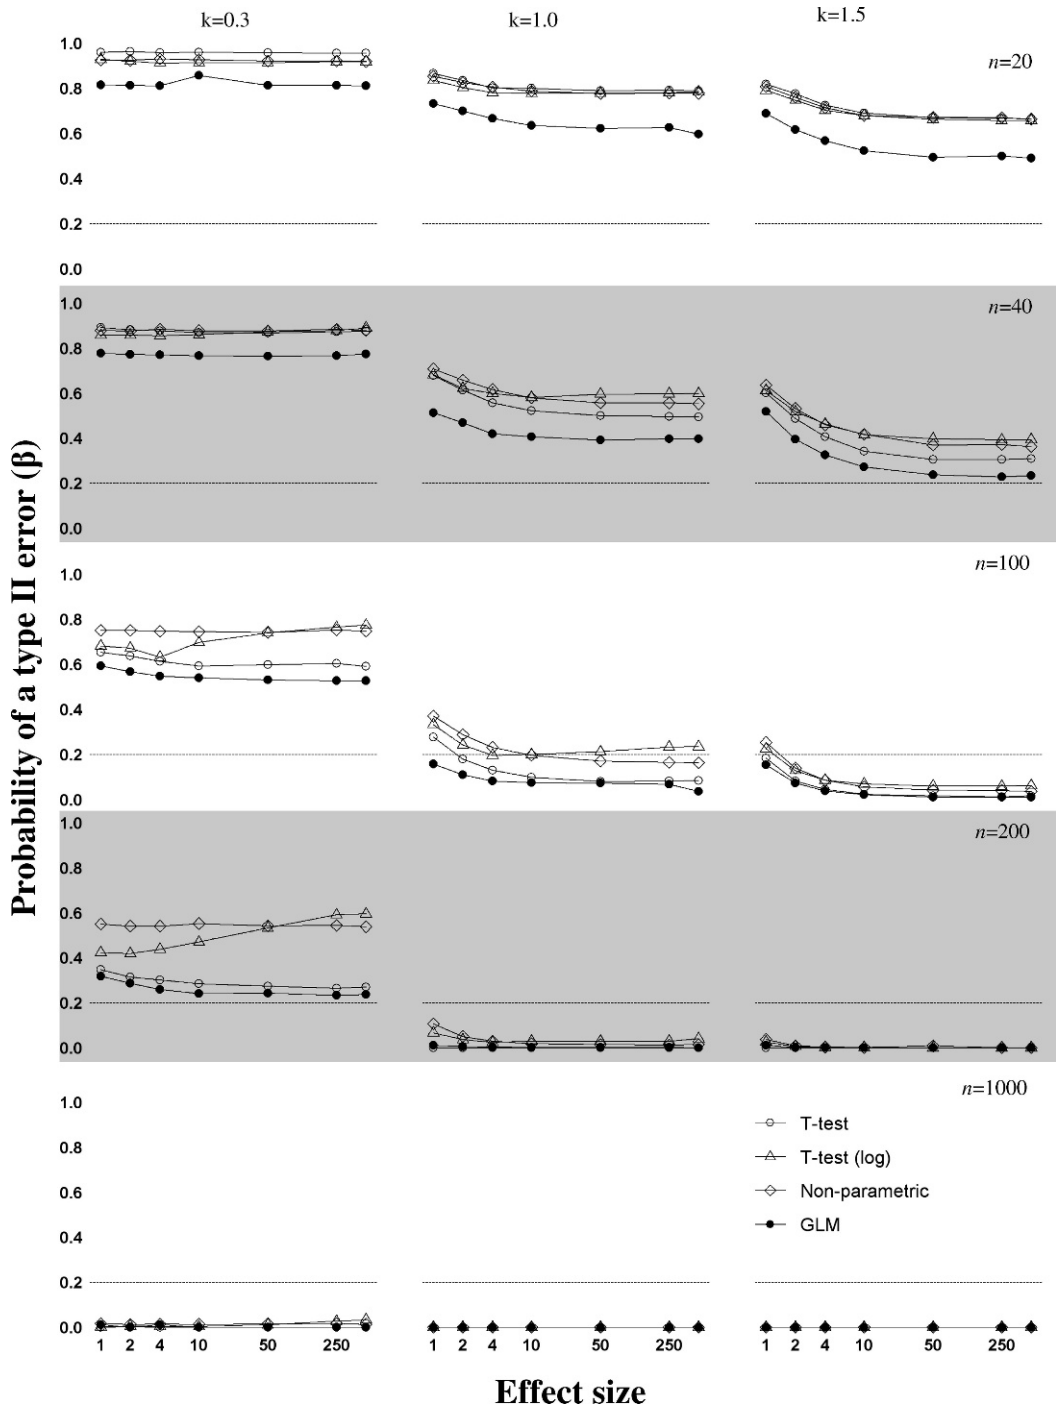 k=0.3 k=1.0 k=1.5
n=20
1.0
0.8
0.6
0.4
0.2
0.0
n=40
1.0
0.8
0.6
0.4
0.2
0.0
n=100
1.0
0.8
0.6
0.4
0.2
0.0
n=200
1.0
0.8
0.6
0.4
0.2
0.0
n=1000
1.0
0.8
0.6
0.4
0.2
0.0
T-test
T-test (log)
Non-parametric
GLM
1 2 4 10 50 250 1 2 4 10 50 250 1 2 4 10 50 250
Effect size
Probability of a type II error (β)